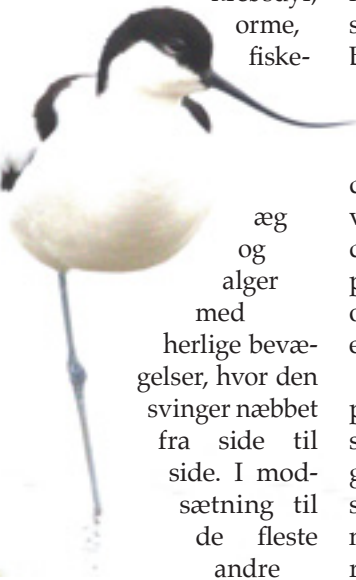 orme,
fiske-
æg
og
alger
med
herlige bevæ-
gelser, hvor den
svinger næbbet
fra side til
side. I mod-
sætning til
de fleste
andre